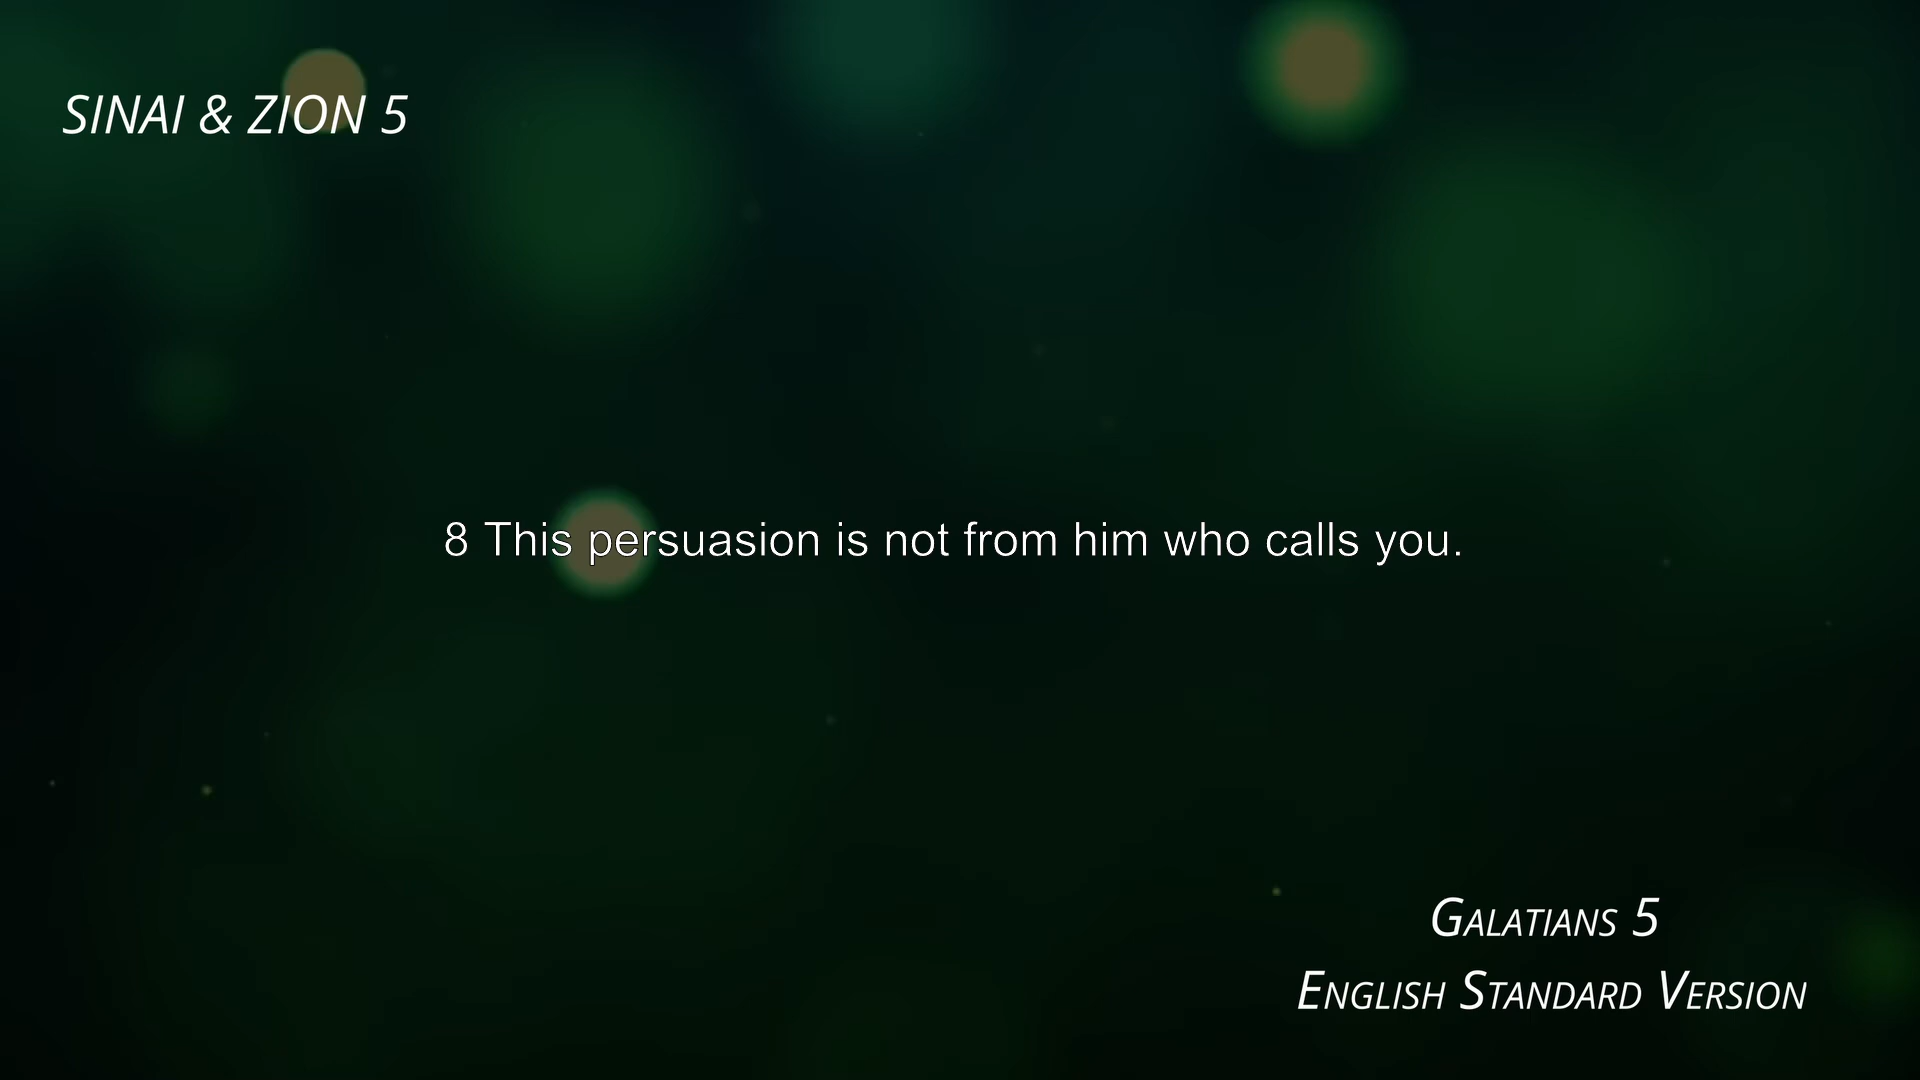 SINAI & ZION 5
8 This persuasion is not from him who calls you.
Galatians 5
English Standard Version